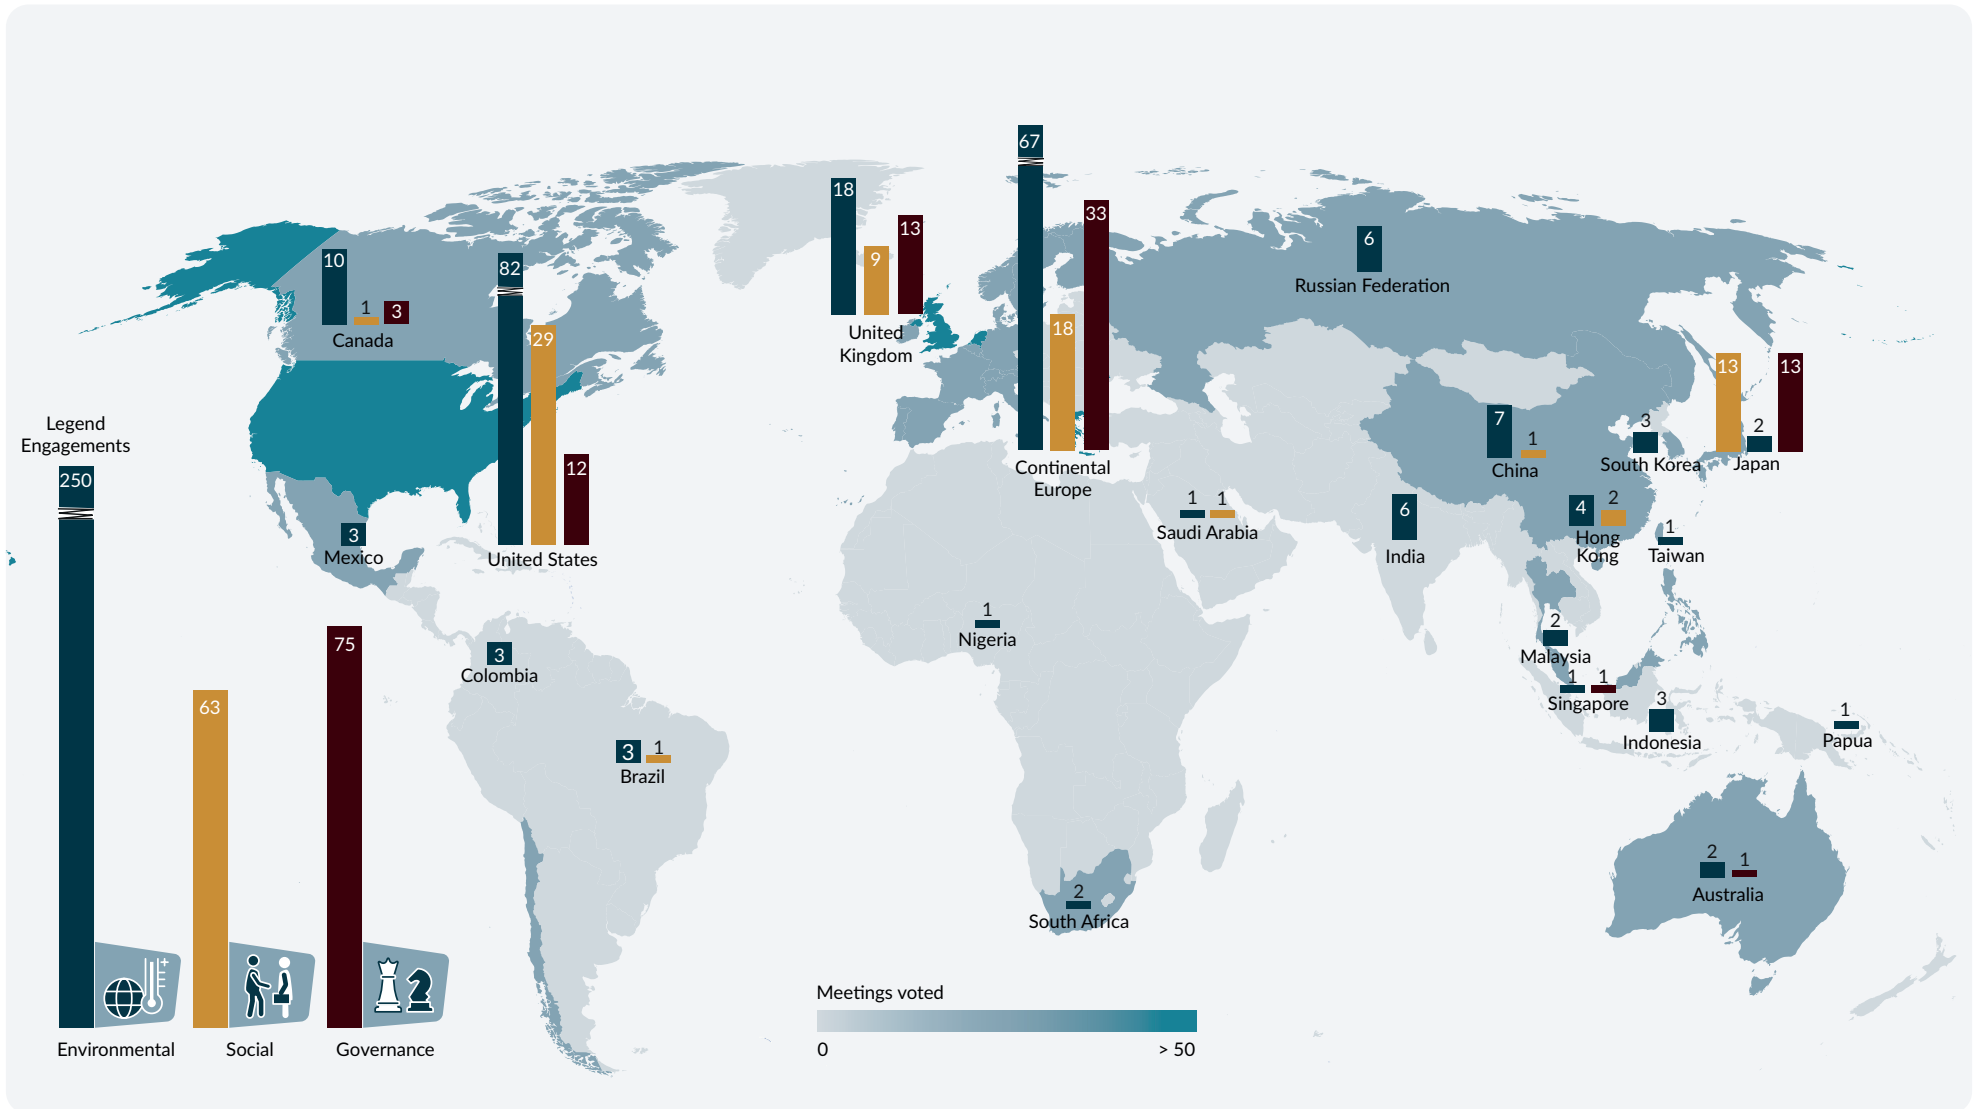 67
18
33
13
9
18
Continental
Europe
United
Kingdom
6
Russian Federation
10
1
3
Canada
82
29
12
United States
13
2
13
Japan
7
1
China
3
South Korea
Legend
Engagements
250
63
75
Environmental
Social
Governance
3
Mexico
1
1
Saudi Arabia
6
India
4
2
Hong
Kong
1
Taiwan
1
Nigeria
2
Malaysia
3
Colombia
1
1
Singapore
3
Indonesia
1
Papua
3
1
Brazil
2
1
Australia
2
South Africa
Meetings voted
0
> 50